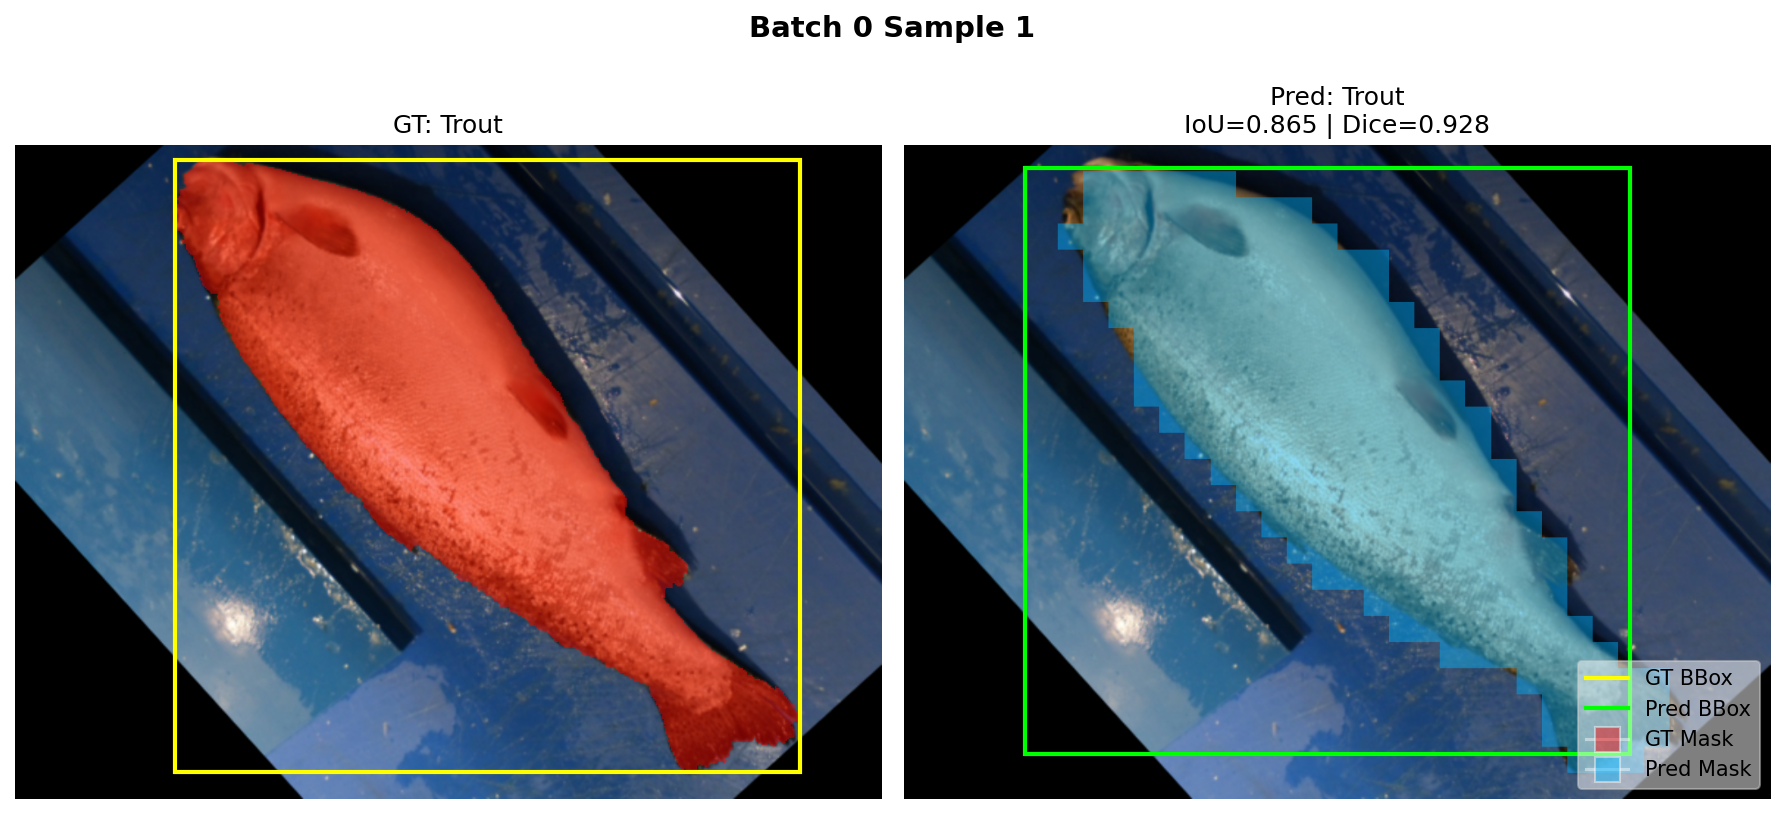 Batch 0 Sample 1
GT: Trout
Pred: Trout
IoU=0.865 | Dice=0.928
GT BBox
Pred BBox
GT Mask
Pred Mask